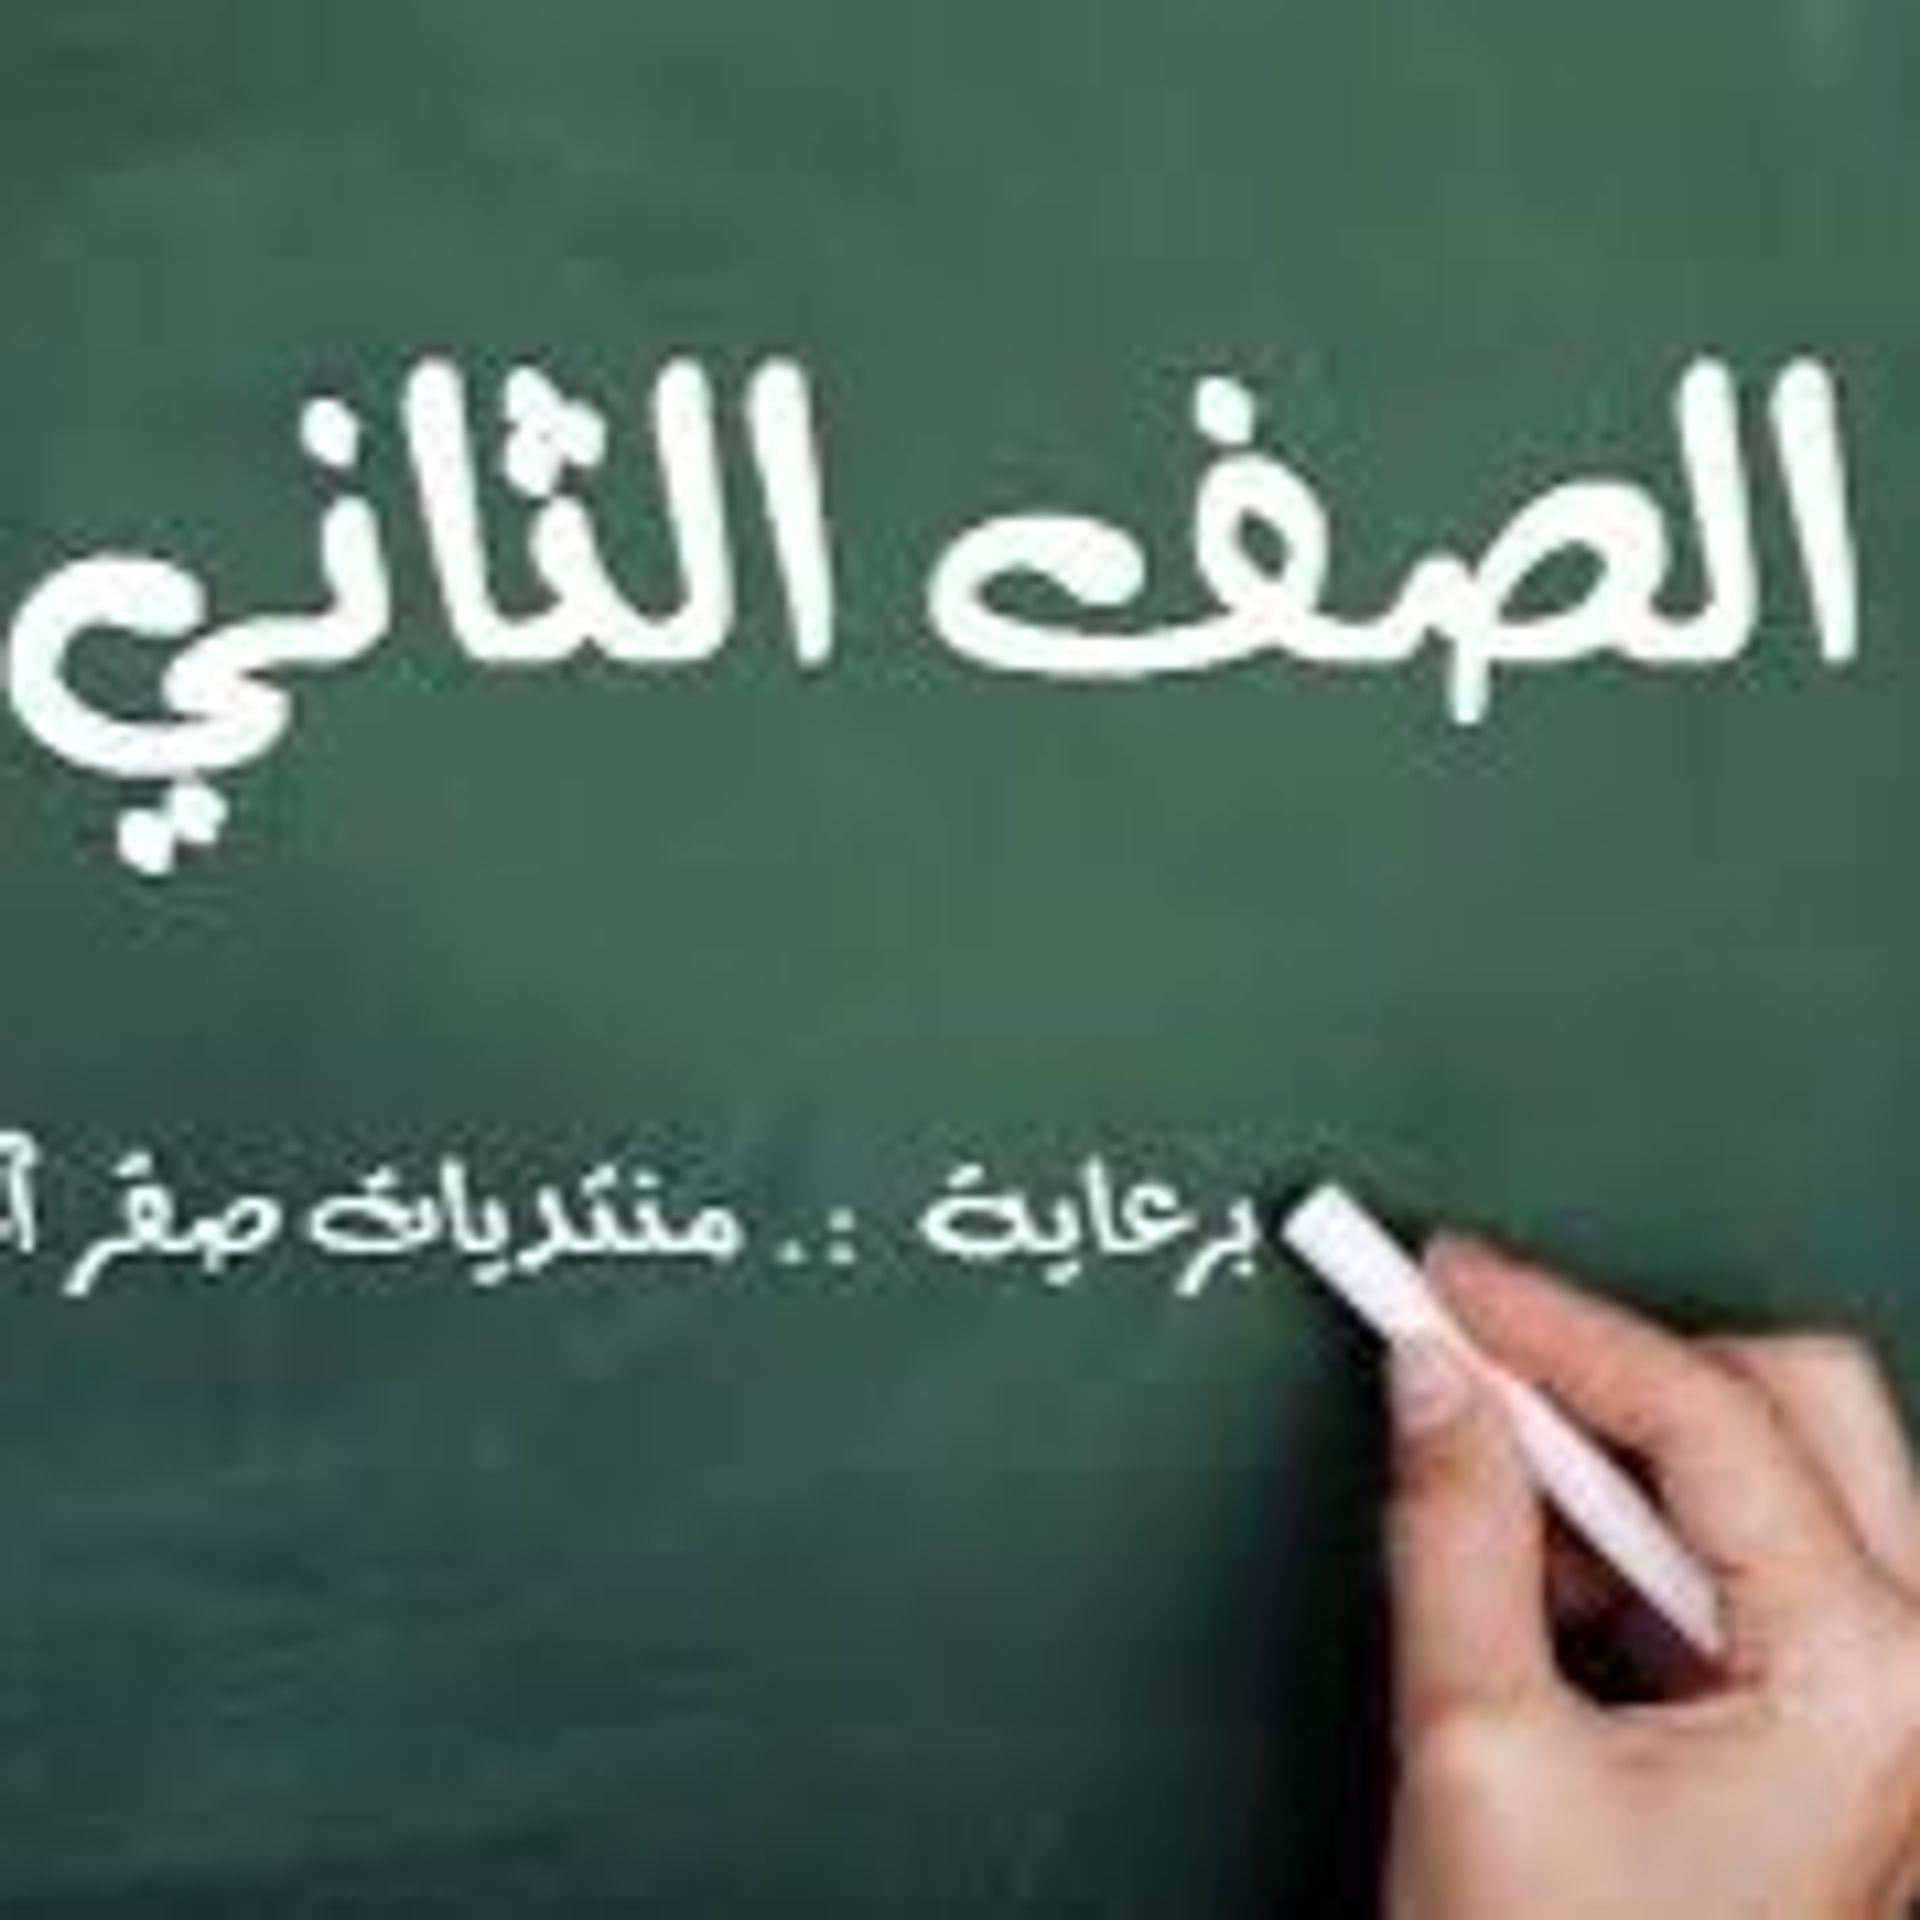 الصف الثاني
برعاية :. منتديات صقر